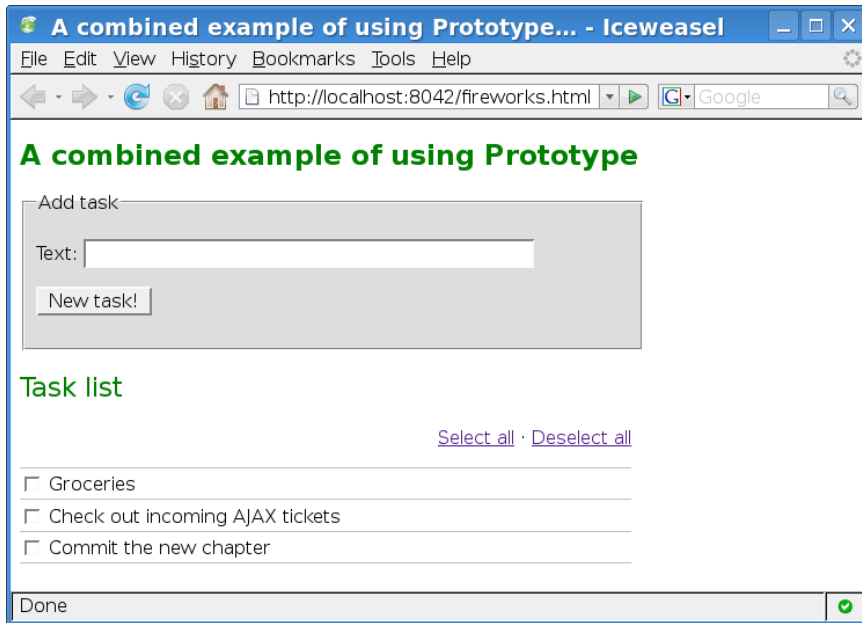 A combined example of using Prototype... - Iceweasel
File Edit View History Bookmarks Tools Help
http://localhost:8042/fireworks.html G Google
A combined example of using Prototype
Add task
Text:
New task!
Task list
Select all · Deselect all
Groceries
Check out incoming AJAX tickets
Commit the new chapter
Done